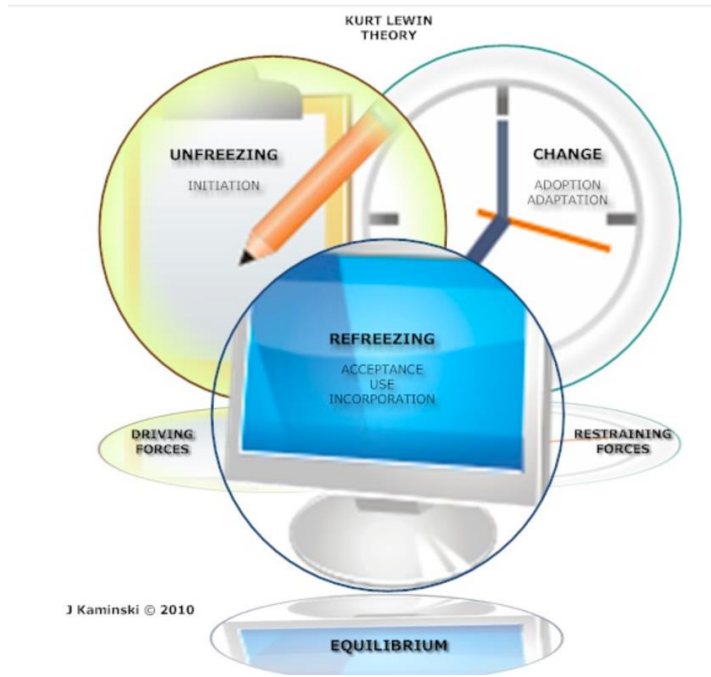 KURT LEWIN
THEORY
UNFREEZING
INITIATION
CHANGE
ADOPTION
ADAPTATION
REFREEZING
ACCEPTANCE
USE
INCORPORATION
DRIVING
FORCES
RESTRAINING
FORCES
J Kaminski © 2010
EQUILIBRIUM